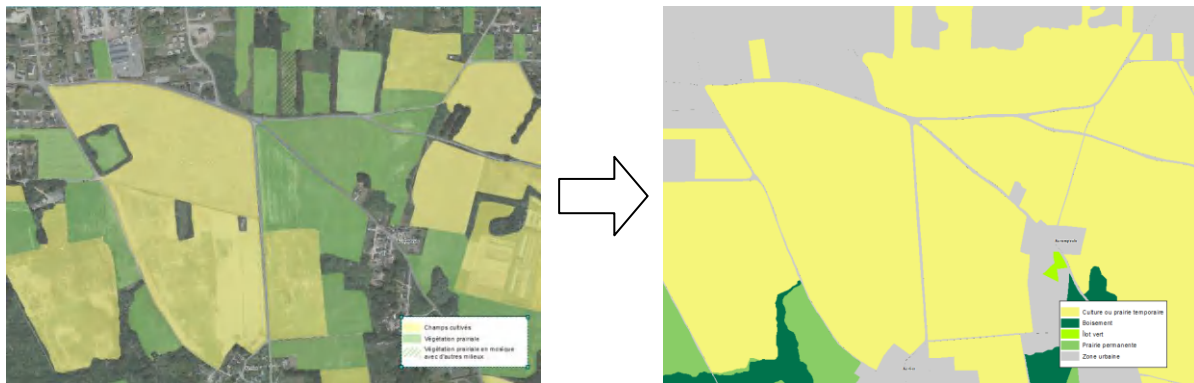 Champs cultivés
Végétation prairiale
Végétation prairiale en mosaïque
avec d'autres milieux
Culture ou prairie temporaire
Boisement
Îlot vert
Prairie permanente
Zone urbaine